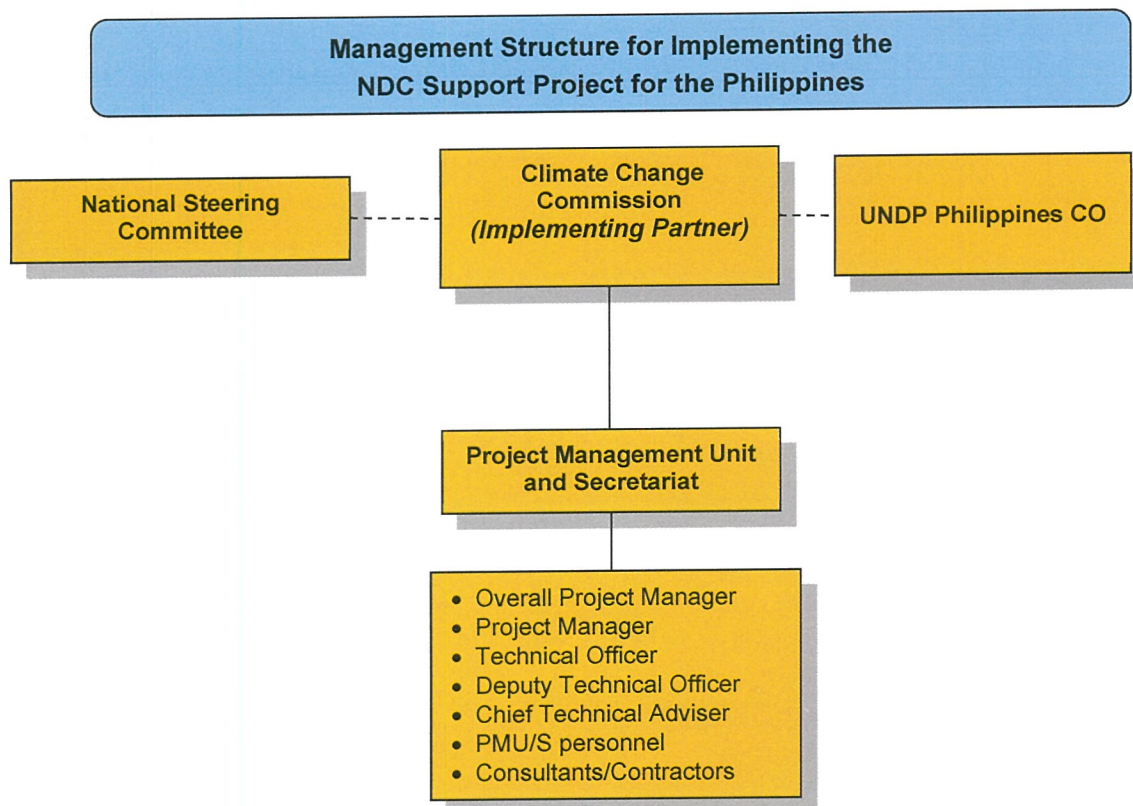 Management Structure for Implementing the
NDC Support Project for the Philippines
National Steering
Committee
Climate Change
Commission
(Implementing Partner)
UNDP Philippines CO
Project Management Unit
and Secretariat
• Overall Project Manager
• Project Manager
• Technical Officer
• Deputy Technical Officer
• Chief Technical Adviser
• PMU/S personnel
• Consultants/Contractors